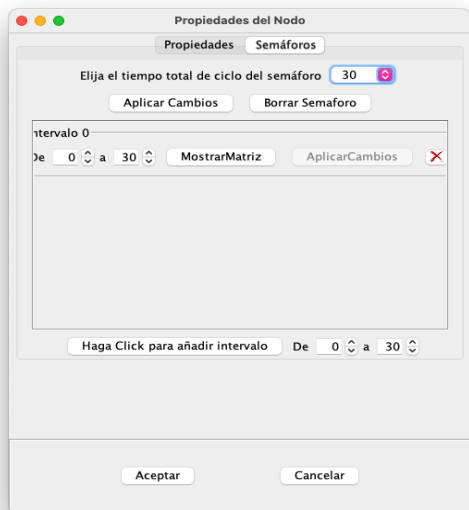 Propiedades del Nodo
Propiedades Semáforos
Elija el tiempo total de ciclo del semáforo 30
Aplicar Cambios Borrar Semaforo
ntervalo 0
De 0 a 30 MostrarMatriz AplicarCambios
Haga Click para añadir intervalo De 0 a 30
Aceptar Cancelar